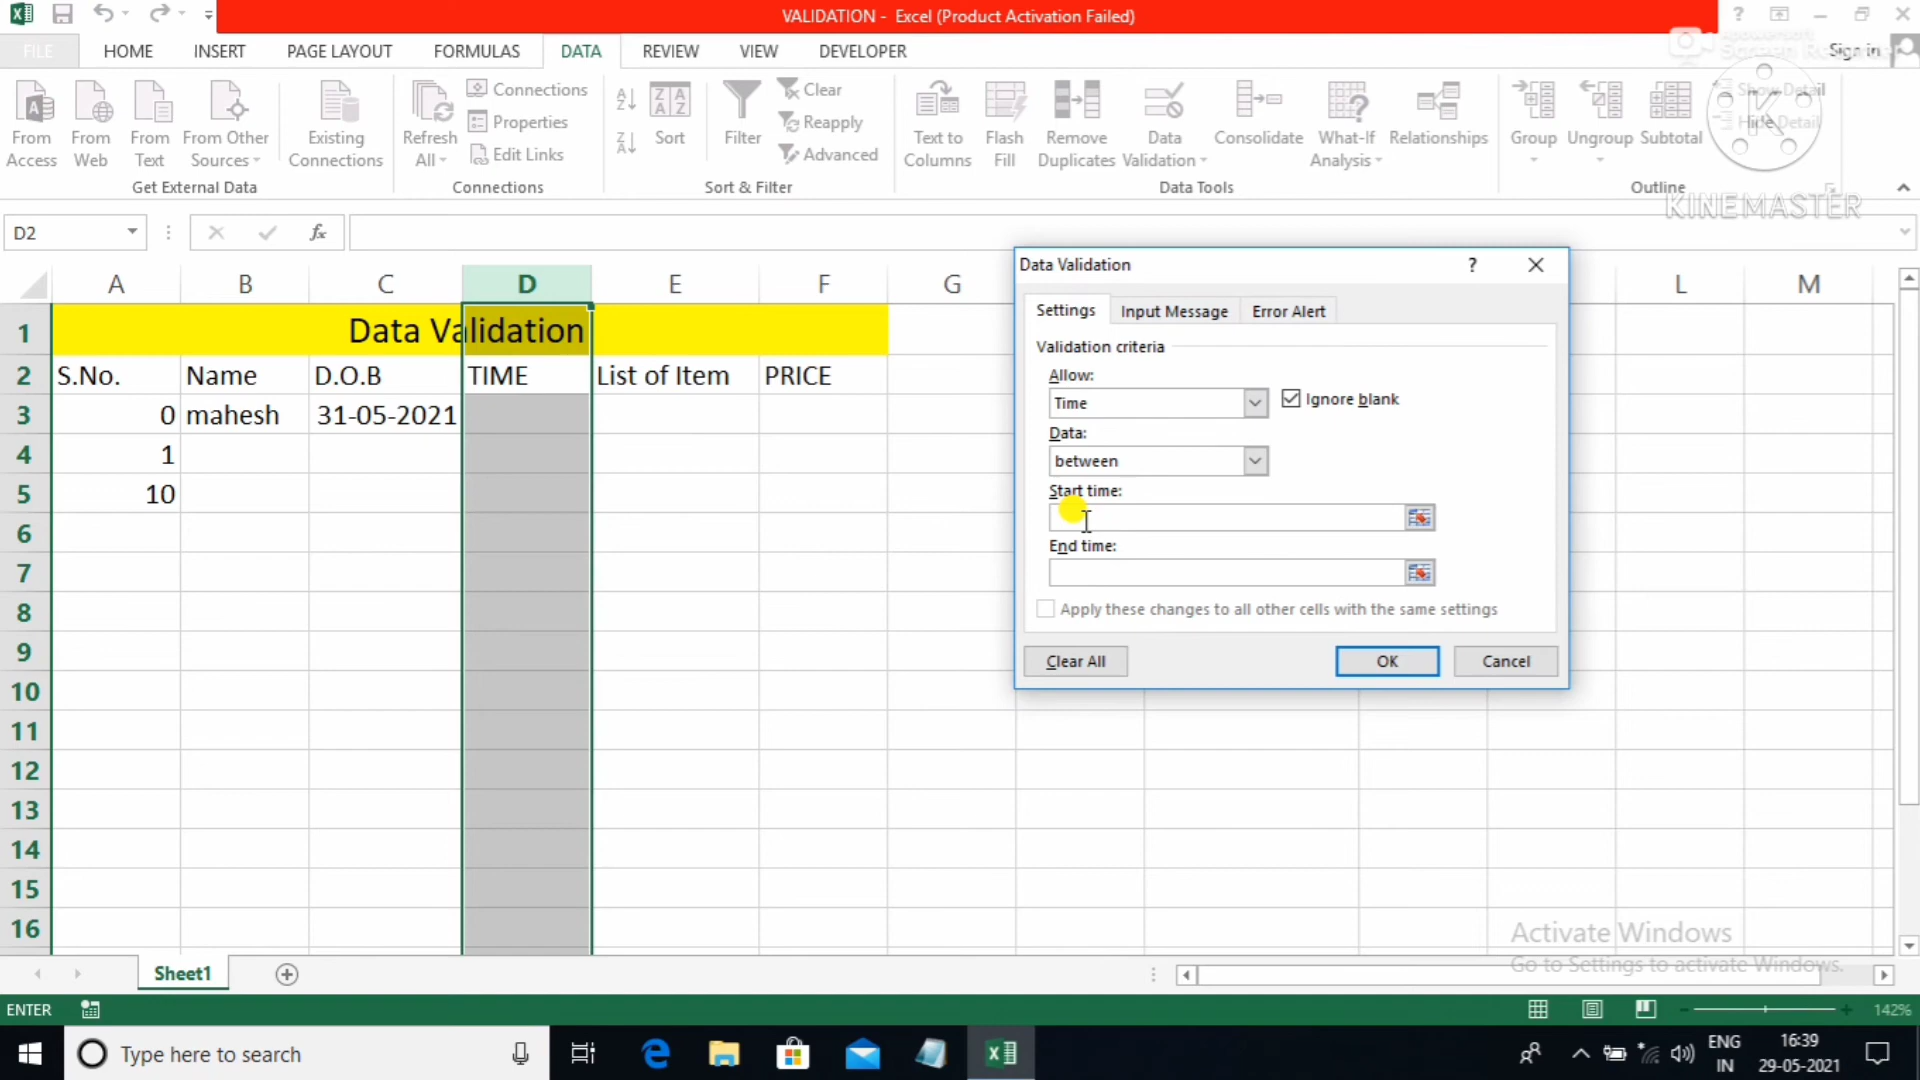 VALIDATION - Excel (Product Activation Failed)
FILE HOME INSERT PAGE LAYOUT FORMULAS DATA REVIEW VIEW DEVELOPER Sign in
From Access
From Web
From Text
From Other Sources
Existing Connections
Get External Data
Refresh All
Connections
Properties
Edit Links
Connections
Sort
Filter
Clear
Reapply
Advanced
Sort & Filter
Text to Columns
Flash Fill
Remove Duplicates
Data Validation
Consolidate
What-If Analysis
Relationships
Data Tools
Group
Ungroup
Subtotal
Show Detail
Hide Detail
Outline
KINEMASTER
D2
fx
A B C D E F G L M
1 Data Validation
2 S.No. Name D.O.B TIME List of Item PRICE
3 0 mahesh 31-05-2021
4 1
5 10
6
7
8
9
10
11
12
13
14
15
16
Data Validation
Settings Input Message Error Alert
Validation criteria
Allow:
Time
Ignore blank
Data:
between
Start time:
End time:
Apply these changes to all other cells with the same settings
Clear All OK Cancel
Activate Windows
Go to Settings to activate Windows.
Sheet1
ENTER
142%
Type here to search
ENG
IN
16:39
29-05-2021